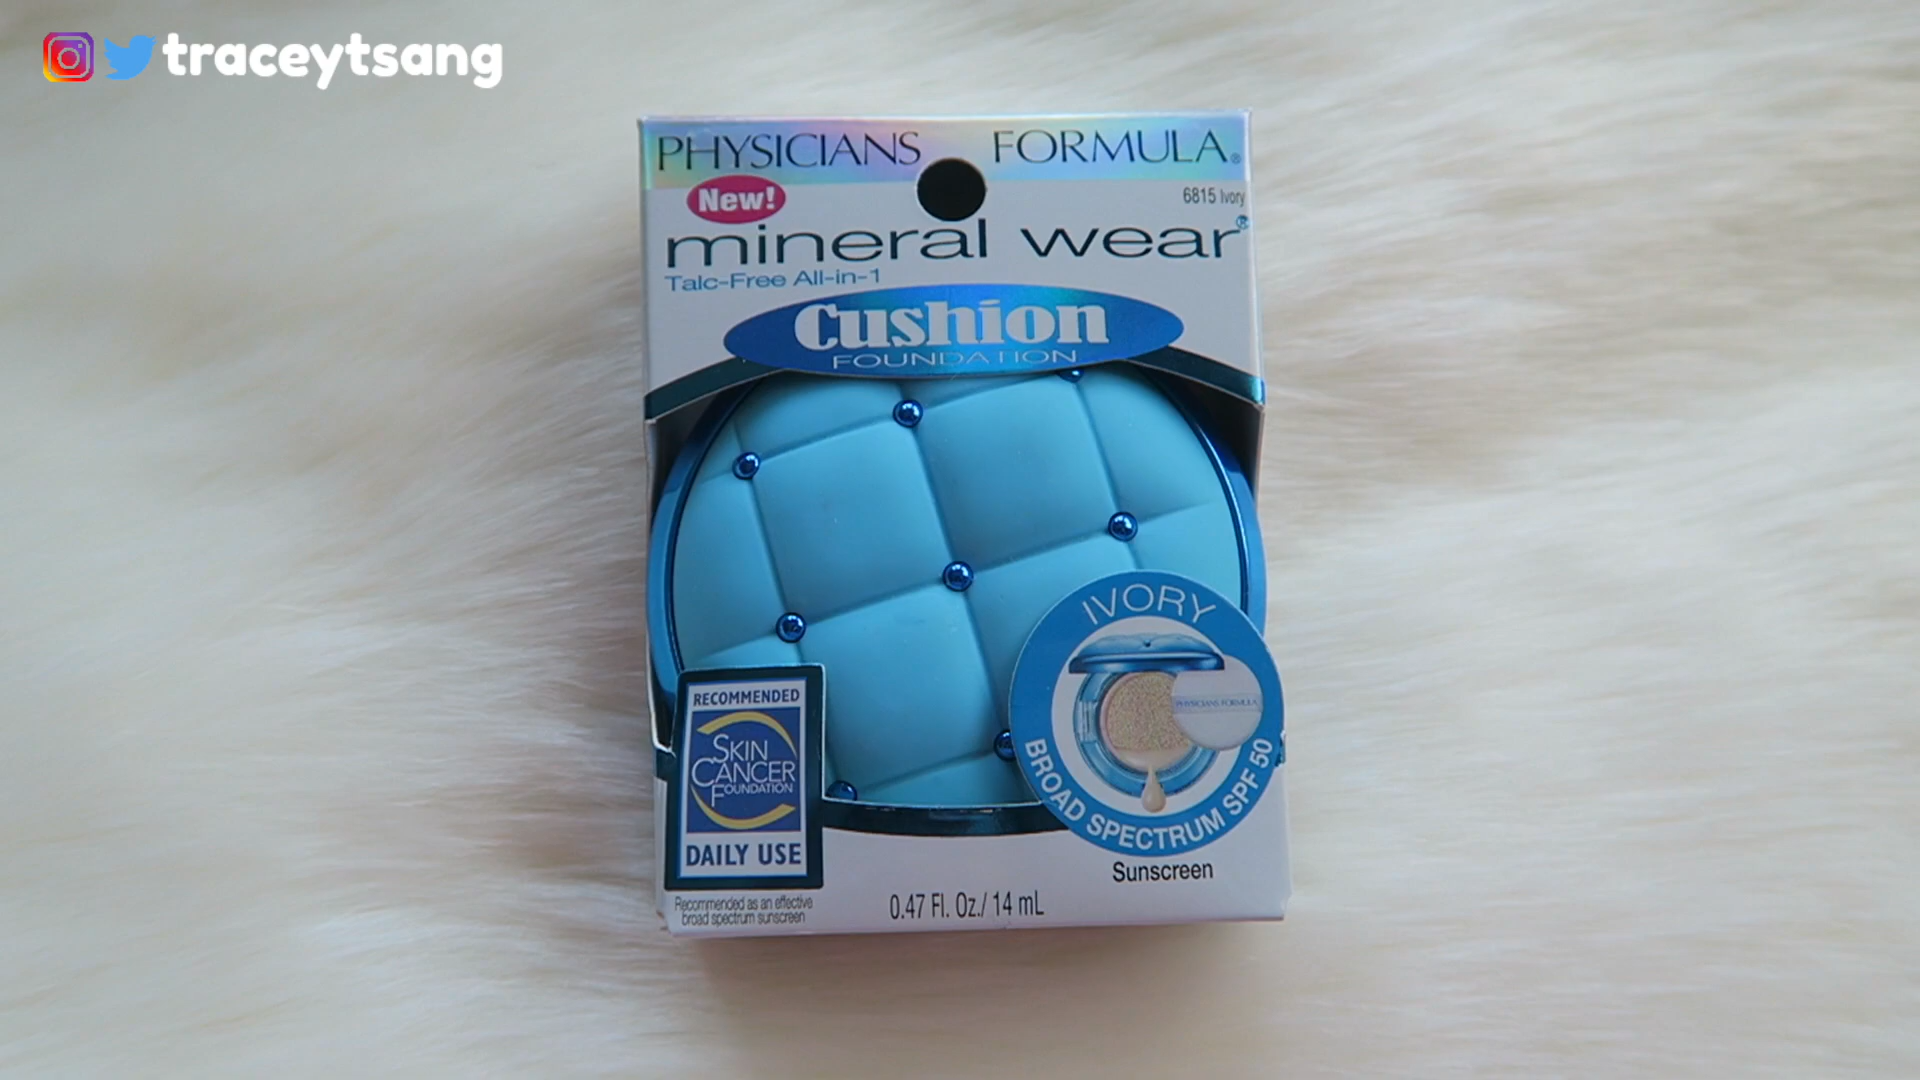 traceytsang
PHYSICIANS FORMULA®
New!
6815 Ivory
mineral wear®
Talc-Free All-in-1
Cushion
FOUNDATION
IVORY
PHYSICIANS FORMULA
BROAD SPECTRUM SPF 50
Sunscreen
RECOMMENDED
SKIN
CANCER
FOUNDATION
DAILY USE
Recommended as an effective
broad spectrum sunscreen
0.47 Fl. Oz./ 14 mL